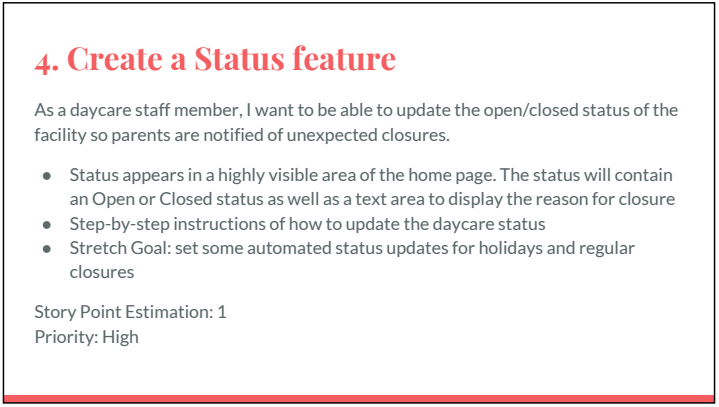 4. Create a Status feature
As a daycare staff member, I want to be able to update the open/closed status of the
facility so parents are notified of unexpected closures.
● Status appears in a highly visible area of the home page. The status will contain
an Open or Closed status as well as a text area to display the reason for closure
● Step-by-step instructions of how to update the daycare status
● Stretch Goal: set some automated status updates for holidays and regular
closures
Story Point Estimation: 1
Priority: High